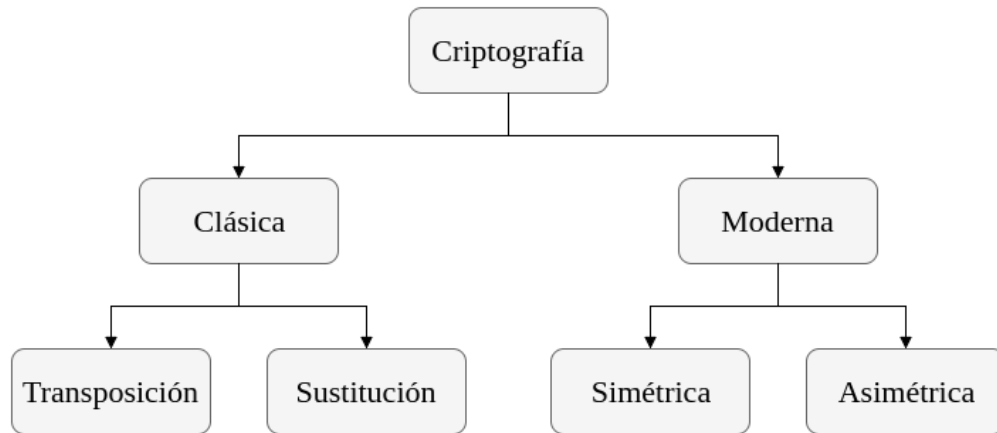 Criptografía
Clásica
Moderna
Transposición
Sustitución
Simétrica
Asimétrica